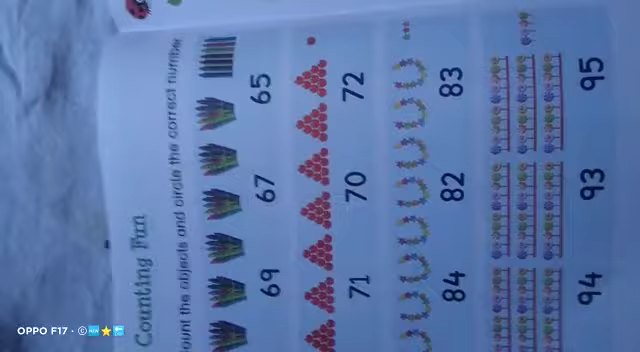 Counting Fun
ount the objects and circle the correct number
69 67 65
71 70 72
84 82 83
94 93 95
OPPO F17 · ©